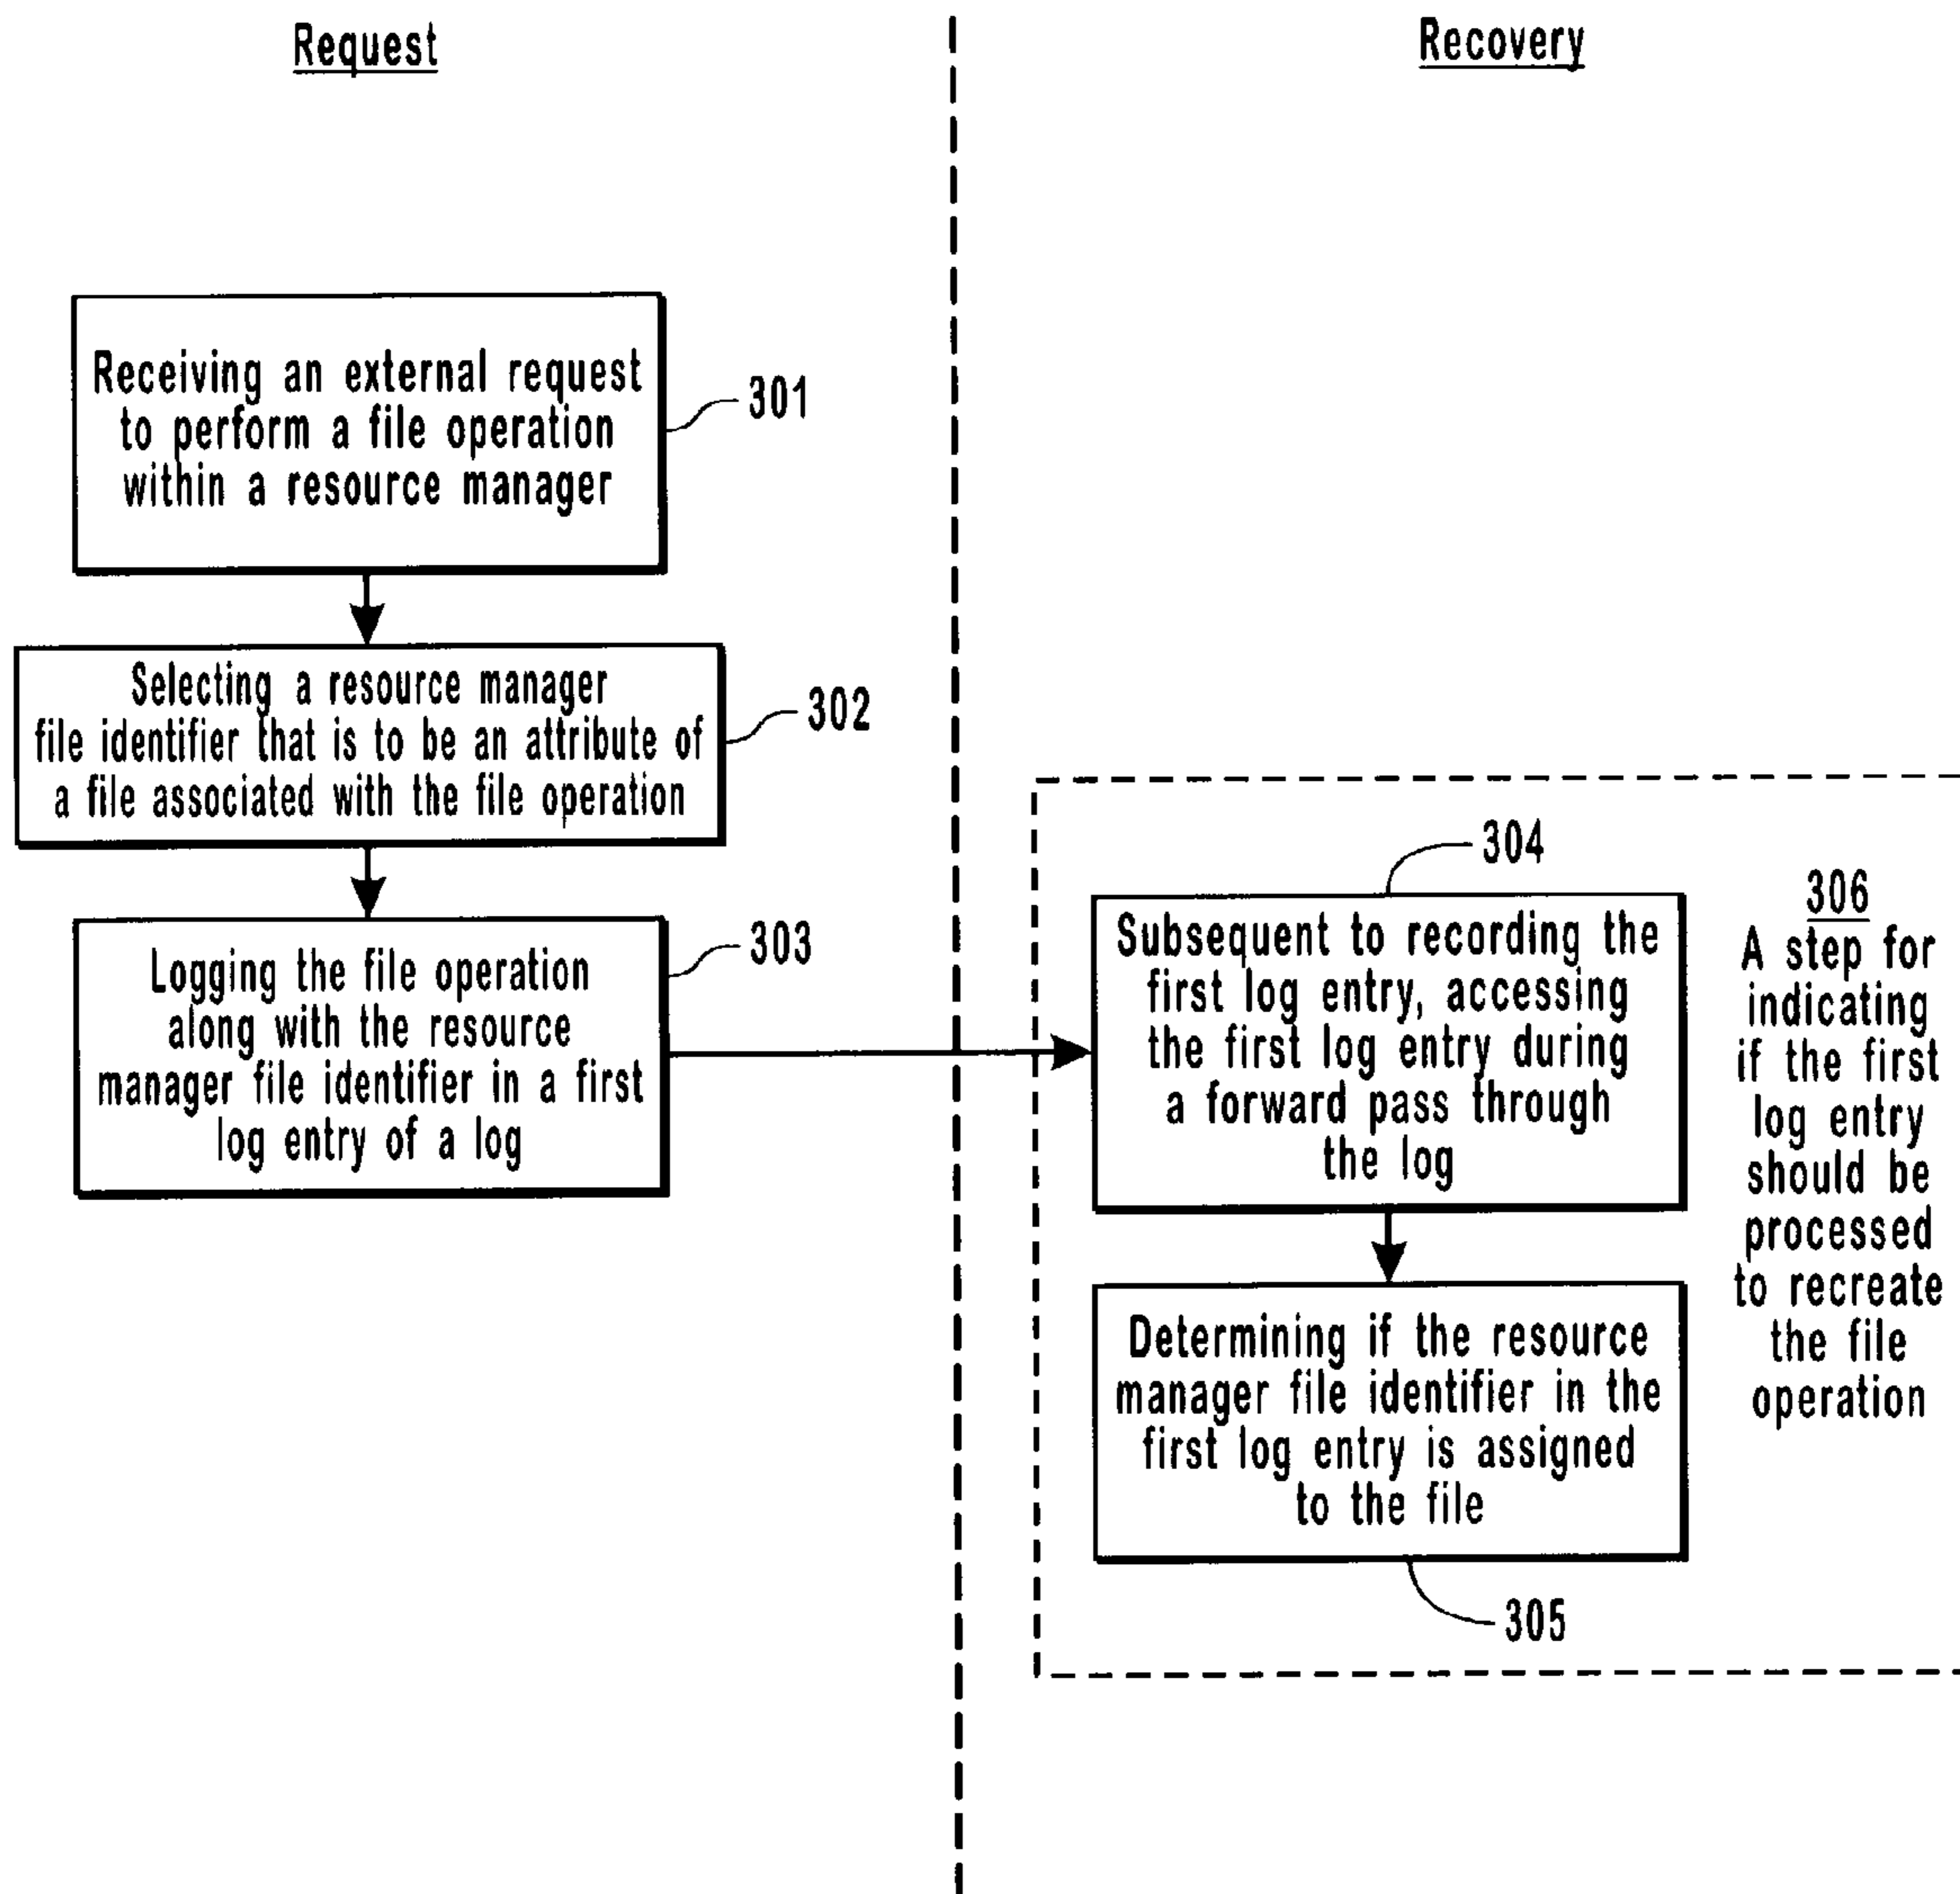 Request
Receiving an external request
to perform a file operation
within a resource manager
301
Selecting a resource manager
file identifier that is to be an attribute of
a file associated with the file operation
302
Logging the file operation
along with the resource
manager file identifier in a first
log entry of a log
303
Recovery
304
Subsequent to recording the
first log entry, accessing
the first log entry during
a forward pass through
the log
Determining if the resource
manager file identifier in the
first log entry is assigned
to the file
305
306
A step for
indicating
if the first
log entry
should be
processed
to recreate
the file
operation